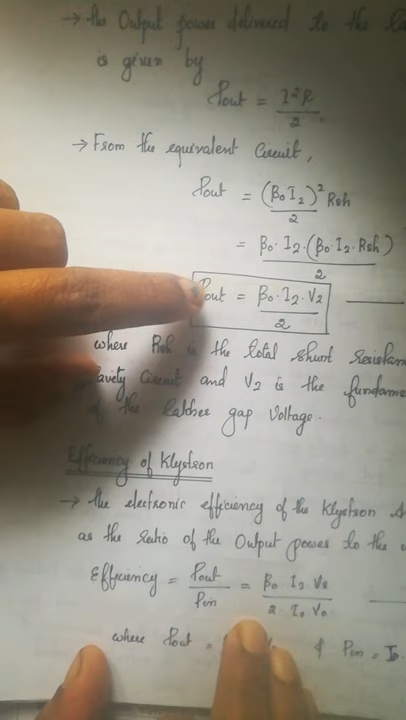 → the Output power delivered to the
is given by
Pout = I²R / 2
→ From the equivalent Circuit,
Pout = (β₀ I₂)² Rsh / 2
= β₀. I₂. (β₀. I₂. Rsh) / 2
Pout = β₀. I₂. V₂ / 2
where Rsh is the total shunt
Circuit and V₂ is the
of the Catcher gap Voltage.
Efficiency of Klystron
→ the electronic efficiency of the Klystron
as the ratio of the Output power to the
Efficiency = Pout / Pin = β₀ I₂ V₂ / 2 I₀ V₀
where Pout = & Pin =